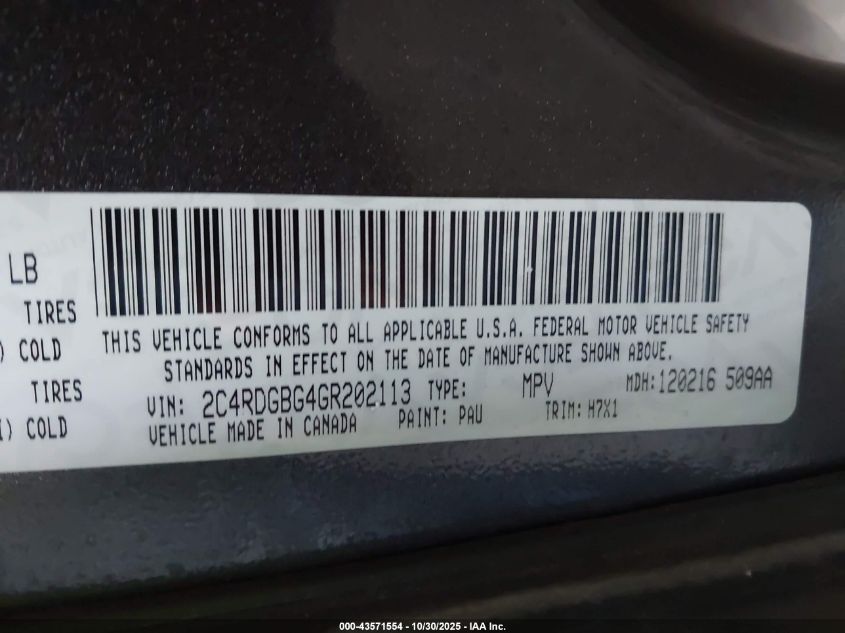 LB
TIRES
) COLD
TIRES
I) COLD
THIS VEHICLE CONFORMS TO ALL APPLICABLE U.S.A. FEDERAL MOTOR VEHICLE SAFETY
STANDARDS IN EFFECT ON THE DATE OF MANUFACTURE SHOWN ABOVE.
VIN: 2C4RDGBG4GR202113 TYPE: MPV MDH: 120216 509AA
VEHICLE MADE IN CANADA PAINT: PAU TRIM: H7X1
000-43571554 - 10/30/2025 - IAA Inc.